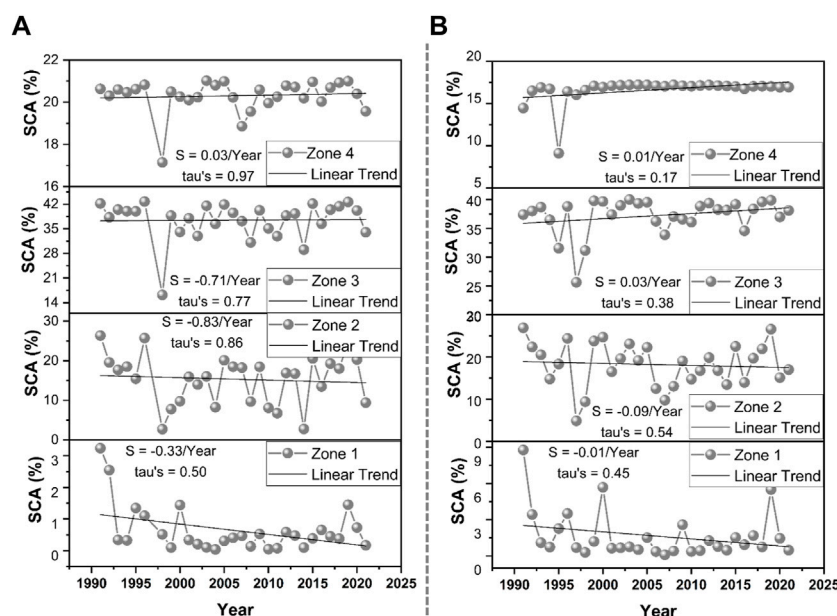 A
B
22
20
18
16
SCA (%)
S = 0.03/Year
tau's = 0.97
Zone 4
Linear Trend
42
35
28
21
14
SCA (%)
S = -0.71/Year
tau's = 0.77
Zone 3
Linear Trend
30
20
10
0
SCA (%)
S = -0.83/Year
tau's = 0.86
Zone 2
Linear Trend
3
2
1
0
SCA (%)
S = -0.33/Year
tau's = 0.50
Zone 1
Linear Trend
1990 1995 2000 2005 2010 2015 2020 2025
Year
20
15
10
5
SCA (%)
S = 0.01/Year
tau's = 0.17
Zone 4
Linear Trend
40
35
30
25
SCA (%)
S = 0.03/Year
tau's = 0.38
Zone 3
Linear Trend
20
10
0
SCA (%)
S = -0.09/Year
tau's = 0.54
Zone 2
Linear Trend
9
6
3
0
SCA (%)
S = -0.01/Year
tau's = 0.45
Zone 1
Linear Trend
1990 1995 2000 2005 2010 2015 2020 2025
Year